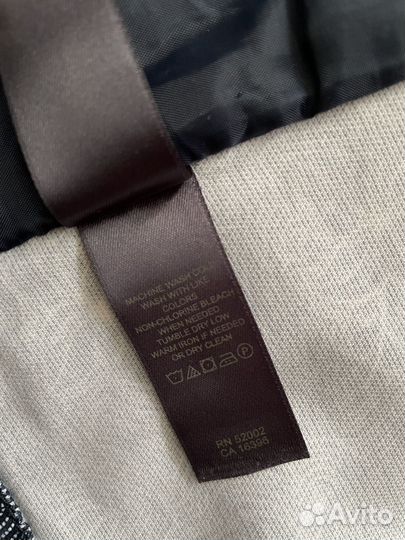 MACHINE WASH COLD
WASH WITH LIKE
COLORS
NON-CHLORINE BLEACH
WHEN NEEDED
TUMBLE DRY LOW
WARM IRON IF NEEDED
OR DRY CLEAN
P
RN 52002
CA 16396
Avito